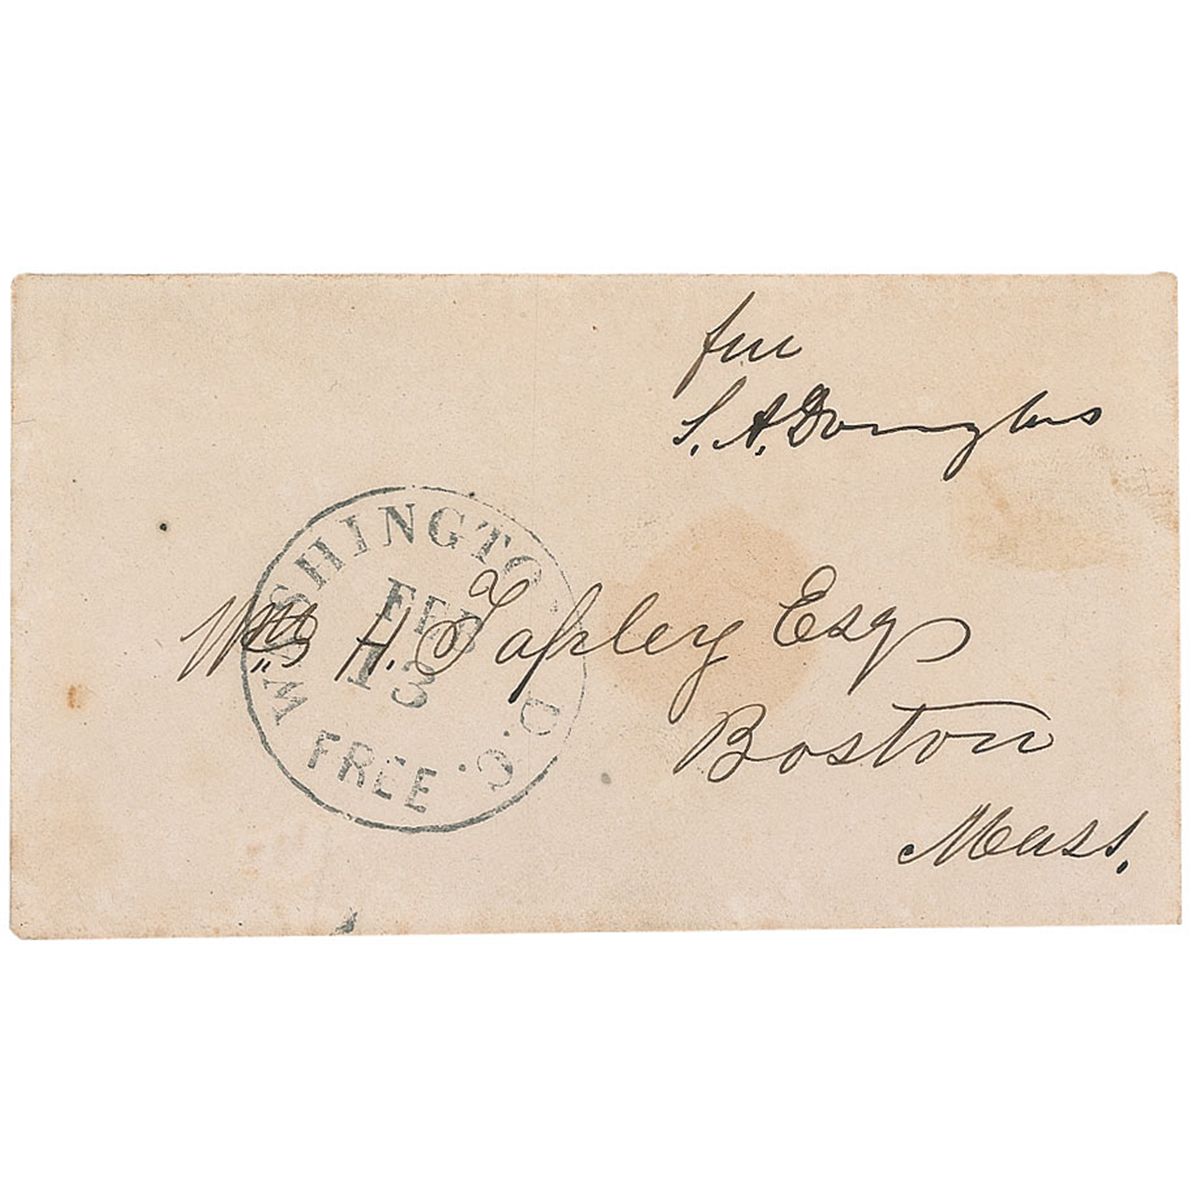 free
S. A. Douglas
WASHINGTON D.C.
FEB
13
FREE
Wm H. Tapley Esq
Boston
Mass.